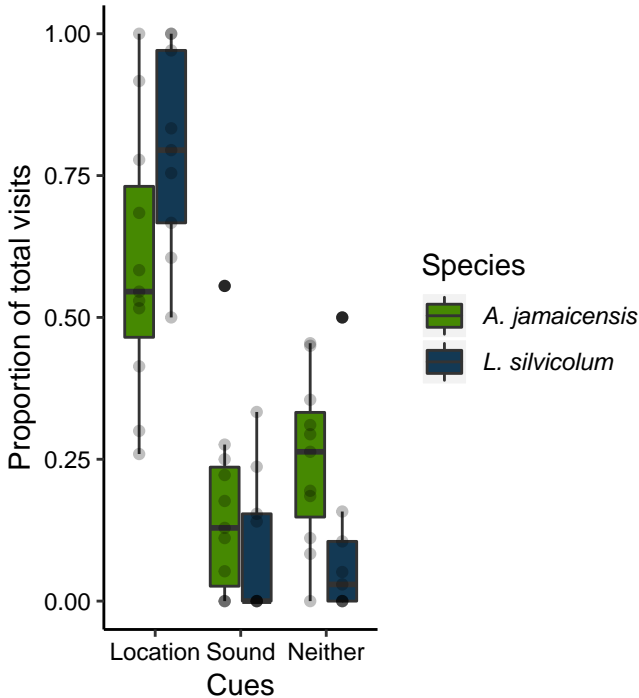 1.00
0.75
0.50
0.25
0.00
Proportion of total visits
Location Sound Neither
Cues
Species
A. jamaicensis
L. silvicolum